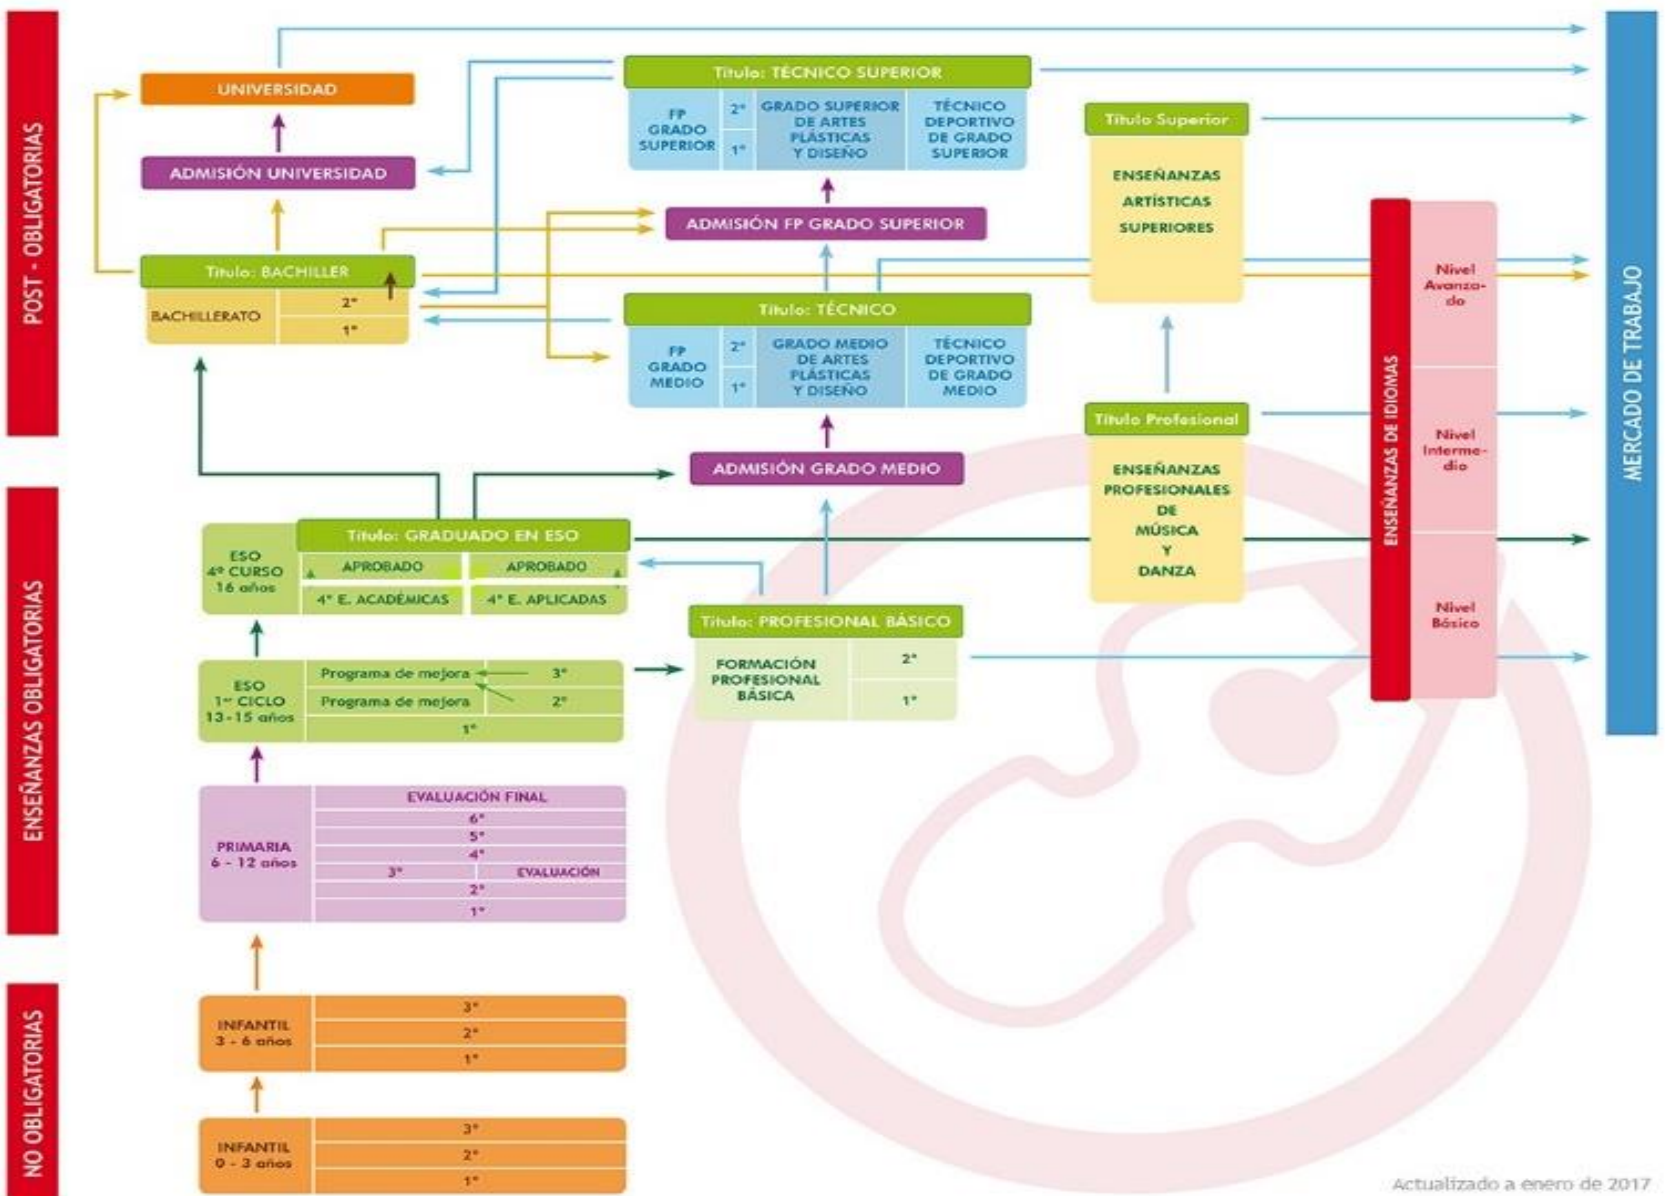 POST - OBLIGATORIAS
UNIVERSIDAD
ADMISIÓN UNIVERSIDAD
Título: BACHILLER
BACHILLERATO
2º
1º
Título: TÉCNICO SUPERIOR
FP
GRADO
SUPERIOR
2º
1º
GRADO SUPERIOR
DE ARTES
PLÁSTICAS
Y DISEÑO
TÉCNICO
DEPORTIVO
DE GRADO
SUPERIOR
ADMISIÓN FP GRADO SUPERIOR
Título: TÉCNICO
FP
GRADO
MEDIO
2º
1º
GRADO MEDIO
DE ARTES
PLÁSTICAS
Y DISEÑO
TÉCNICO
DEPORTIVO
DE GRADO
MEDIO
ADMISIÓN GRADO MEDIO
Título Superior
ENSEÑANZAS
ARTÍSTICAS
SUPERIORES
Título Profesional
ENSEÑANZAS
PROFESIONALES
DE
MÚSICA
Y
DANZA
ENSEÑANZAS DE IDIOMAS
Nivel
Avanza-
do
Nivel
Interme-
dio
Nivel
Básico
MERCADO DE TRABAJO
ENSEÑANZAS OBLIGATORIAS
ESO
4º CURSO
16 años
Título: GRADUADO EN ESO
APROBADO
APROBADO
4º E. ACADÉMICAS
4º E. APLICADAS
Título: PROFESIONAL BÁSICO
FORMACIÓN
PROFESIONAL
BÁSICA
2º
1º
ESO
1er CICLO
13-15 años
Programa de mejora
3º
Programa de mejora
2º
1º
PRIMARIA
6 - 12 años
EVALUACIÓN FINAL
6º
5º
4º
3º
EVALUACIÓN
2º
1º
NO OBLIGATORIAS
INFANTIL
3 - 6 años
3º
2º
1º
INFANTIL
0 - 3 años
3º
2º
1º
Actualizado a enero de 2017